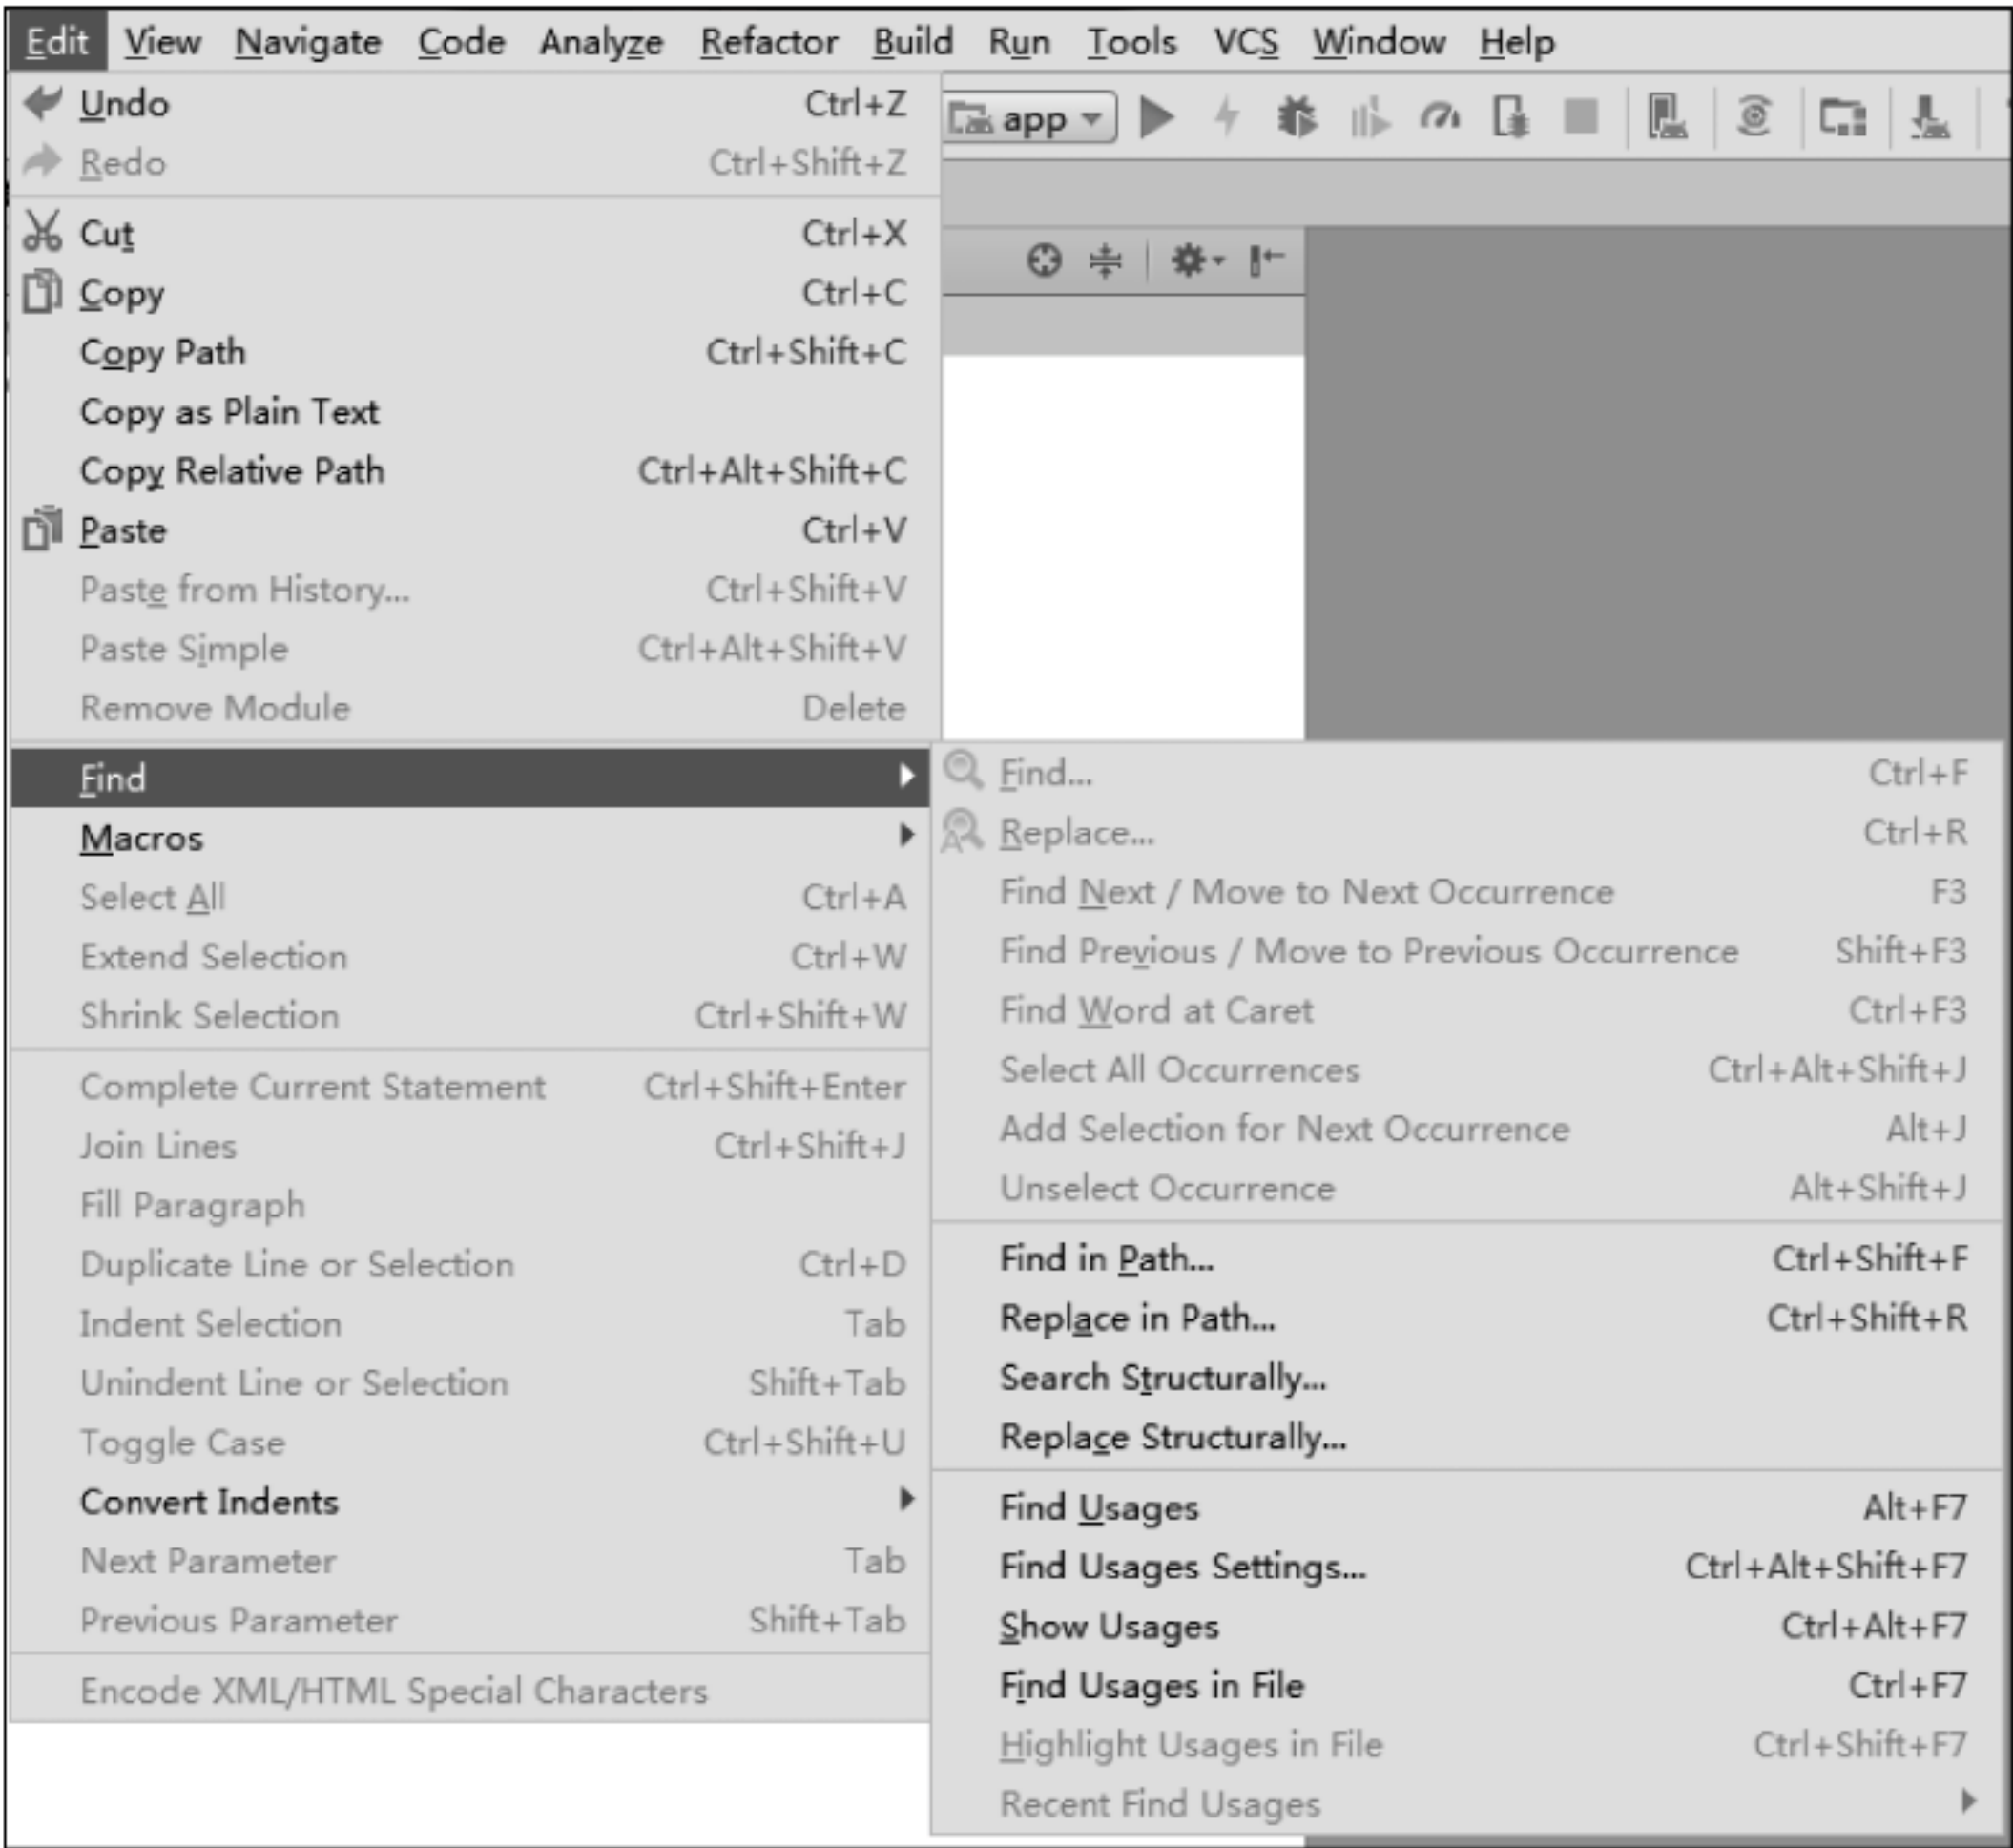 Edit View Navigate Code Analyze Refactor Build Run Tools VCS Window Help
app
Undo Ctrl+Z
Redo Ctrl+Shift+Z
Cut Ctrl+X
Copy Ctrl+C
Copy Path Ctrl+Shift+C
Copy as Plain Text
Copy Relative Path Ctrl+Alt+Shift+C
Paste Ctrl+V
Paste from History... Ctrl+Shift+V
Paste Simple Ctrl+Alt+Shift+V
Remove Module Delete
Find
Macros
Select All Ctrl+A
Extend Selection Ctrl+W
Shrink Selection Ctrl+Shift+W
Complete Current Statement Ctrl+Shift+Enter
Join Lines Ctrl+Shift+J
Fill Paragraph
Duplicate Line or Selection Ctrl+D
Indent Selection Tab
Unindent Line or Selection Shift+Tab
Toggle Case Ctrl+Shift+U
Convert Indents
Next Parameter Tab
Previous Parameter Shift+Tab
Encode XML/HTML Special Characters
Find... Ctrl+F
Replace... Ctrl+R
Find Next / Move to Next Occurrence F3
Find Previous / Move to Previous Occurrence Shift+F3
Find Word at Caret Ctrl+F3
Select All Occurrences Ctrl+Alt+Shift+J
Add Selection for Next Occurrence Alt+J
Unselect Occurrence Alt+Shift+J
Find in Path... Ctrl+Shift+F
Replace in Path... Ctrl+Shift+R
Search Structurally...
Replace Structurally...
Find Usages Alt+F7
Find Usages Settings... Ctrl+Alt+Shift+F7
Show Usages Ctrl+Alt+F7
Find Usages in File Ctrl+F7
Highlight Usages in File Ctrl+Shift+F7
Recent Find Usages